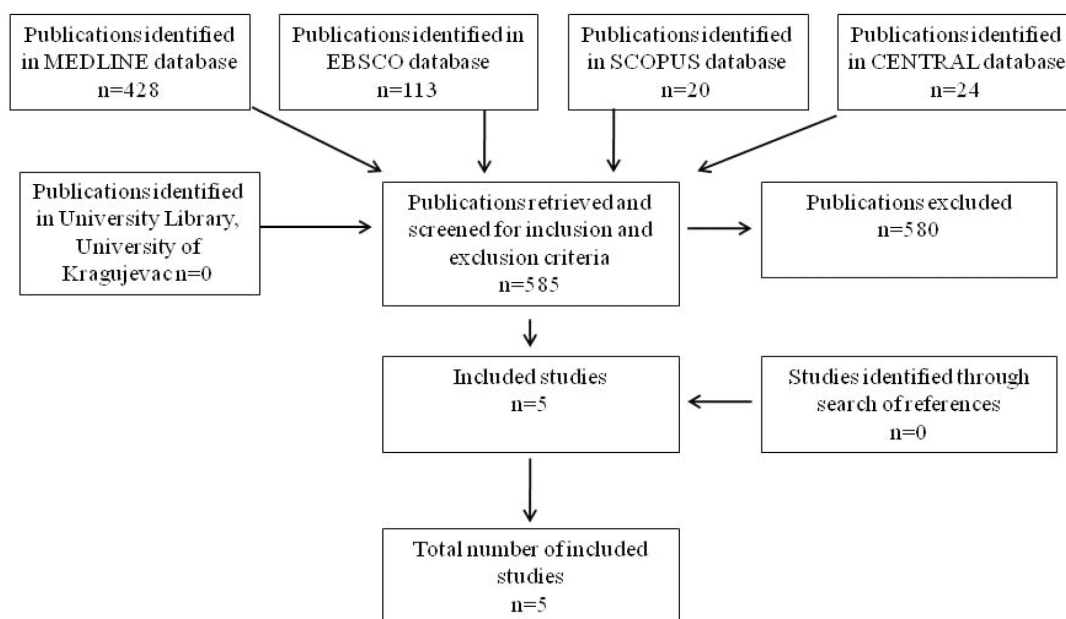 Publications identified
in MEDLINE database
n=428
Publications identified in
EBSCO database
n=113
Publications identified
in SCOPUS database
n=20
Publications identified
in CENTRAL database
n=24
Publications identified
in University Library,
University of
Kragujevac n=0
Publications retrieved and
screened for inclusion and
exclusion criteria
n=585
Publications excluded
n=580
Included studies
n=5
Studies identified through
search of references
n=0
Total number of included
studies
n=5